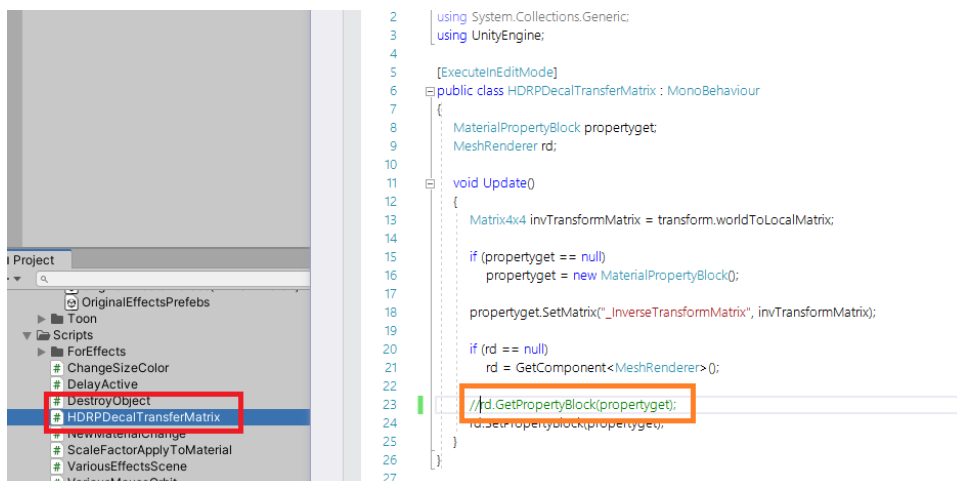 Project
OriginalEffectsPrefebs
Toon
Scripts
ForEffects
# ChangeSizeColor
# DelayActive
# DestroyObject
# HDRPDecalTransferMatrix
# NewMaterialChange
# ScaleFactorApplyToMaterial
# VariousEffectsScene
# VariousMouseOrbit
2 using System.Collections.Generic;
3 using UnityEngine;
4
5 [ExecuteInEditMode]
6 public class HDRPDecalTransferMatrix : MonoBehaviour
7 {
8 MaterialPropertyBlock propertyget;
9 MeshRenderer rd;
10
11 void Update()
12 {
13 Matrix4x4 invTransformMatrix = transform.worldToLocalMatrix;
14
15 if (propertyget == null)
16 propertyget = new MaterialPropertyBlock();
17
18 propertyget.SetMatrix("_InverseTransformMatrix", invTransformMatrix);
19
20 if (rd == null)
21 rd = GetComponent<MeshRenderer>();
22
23 //rd.GetPropertyBlock(propertyget);
24 rd.SetPropertyBlock(propertyget);
25 }
26 }
27